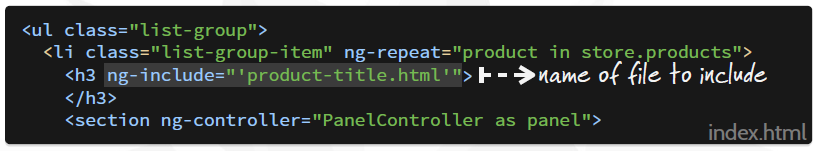 <ul class="list-group">
<li class="list-group-item" ng-repeat="product in store.products">
<h3 ng-include="'product-title.html'"> name of file to include
</h3>
<section ng-controller="PanelController as panel">
index.html